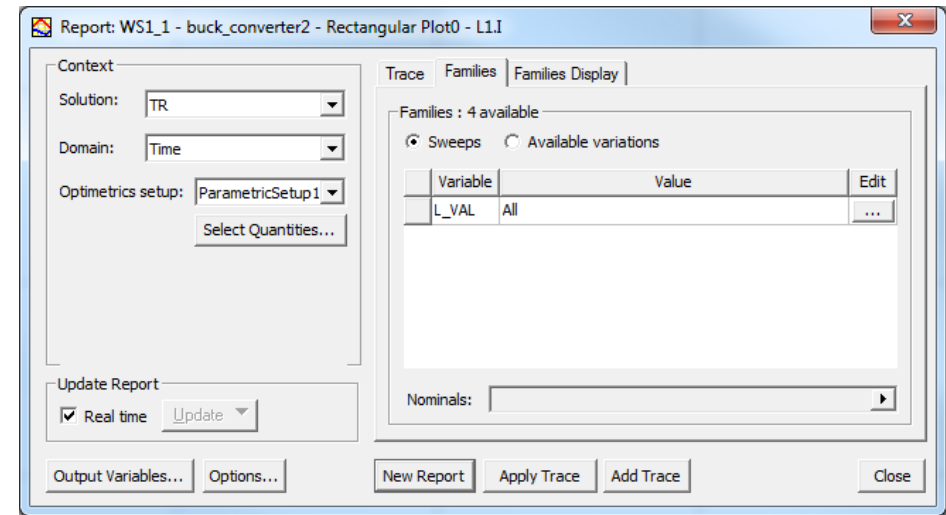 Report: WS1_1 - buck_converter2 - Rectangular Plot0 - L1.I
Context
Solution: TR
Domain: Time
Optimetrics setup: ParametricSetup1
Select Quantities...
Update Report
Real time Update
Trace Families Families Display
Families : 4 available
Sweeps Available variations
Variable Value Edit
L_VAL All ...
Nominals:
Output Variables... Options... New Report Apply Trace Add Trace Close